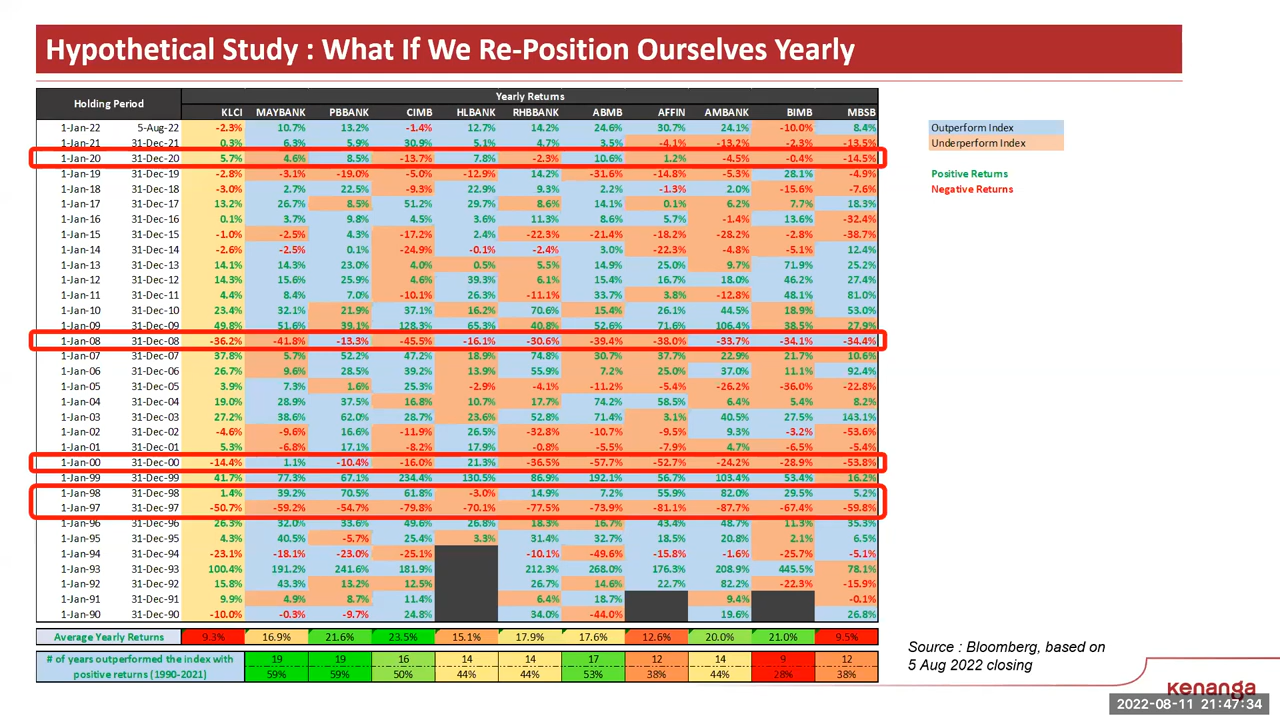 Hypothetical Study : What If We Re-Position Ourselves Yearly
Holding Period Yearly Returns
KLCI MAYBANK PBBANK CIMB HLBANK RHBBANK ABMB AFFIN AMBANK BIMB MBSB
1-Jan-22 5-Aug-22 -2.3% 10.7% 13.2% -1.4% 12.7% 14.2% 24.6% 30.7% 24.1% -10.0% 8.4%
1-Jan-21 31-Dec-21 0.3% 6.3% 5.9% 30.9% 5.1% 4.7% 3.5% -4.1% -13.2% -13.5%
1-Jan-20 31-Dec-20 5.7% 4.6% 8.5% -13.7% 7.8% -2.3% 10.6% 1.2% -4.5% -0.4% -14.5%
1-Jan-19 31-Dec-19 -2.8% -3.1% -19.0% -5.0% -12.9% 14.2% -31.6% -14.8% -5.3% 28.1% -4.9%
1-Jan-18 31-Dec-18 -3.0% 2.7% 22.5% -9.3% 22.9% 9.3% 2.2% -1.3% 2.0% -15.6% -7.6%
1-Jan-17 31-Dec-17 13.2% 26.7% 8.5% 51.2% 29.7% 8.6% 14.1% 0.1% 6.2% 7.7% 18.3%
1-Jan-16 31-Dec-16 0.1% 3.7% 9.8% 4.5% 3.6% 11.3% 8.6% 5.7% -1.4% 13.6% -32.4%
1-Jan-15 31-Dec-15 -1.0% -2.5% 4.3% -17.2% 2.4% -22.3% -21.4% -18.2% -28.2% -2.8% -38.7%
1-Jan-14 31-Dec-14 -2.6% -2.5% 0.1% -24.9% -0.1% -2.4% 3.0% -22.3% -4.8% -5.1% 12.4%
1-Jan-13 31-Dec-13 14.1% 14.3% 23.0% 4.0% 0.5% 5.5% 14.9% 25.0% 9.7% 71.9% 25.2%
1-Jan-12 31-Dec-12 14.3% 15.6% 25.9% 4.6% 39.3% 6.1% 15.4% 16.7% 18.0% 46.2% 27.4%
1-Jan-11 31-Dec-11 4.4% 8.4% 7.0% -10.1% 26.3% -11.1% 33.7% 3.8% -12.8% 48.1% 81.0%
1-Jan-10 31-Dec-10 23.4% 32.1% 21.9% 37.1% 16.2% 70.6% 15.4% 26.1% 44.5% 18.9% 53.0%
1-Jan-09 31-Dec-09 49.8% 51.6% 39.1% 128.3% 65.3% 40.8% 52.6% 71.6% 106.4% 38.5% 27.9%
1-Jan-08 31-Dec-08 -36.2% -41.8% -13.3% -45.5% -16.1% -30.6% -39.4% -38.0% -33.7% -34.1% -34.4%
1-Jan-07 31-Dec-07 37.8% 5.7% 52.2% 47.2% 18.9% 74.8% 30.7% 37.7% 22.9% 21.7% 10.6%
1-Jan-06 31-Dec-06 26.7% 9.6% 28.5% 39.2% 13.9% 55.9% 7.2% 25.0% 37.0% 11.1% 92.4%
1-Jan-05 31-Dec-05 3.9% 7.3% 1.6% 25.3% -2.9% -4.1% -11.2% -5.4% -26.2% -36.0% -22.8%
1-Jan-04 31-Dec-04 19.0% 28.9% 37.5% 16.8% 10.7% 17.7% 74.2% 58.5% 6.4% 5.4% 8.2%
1-Jan-03 31-Dec-03 27.2% 38.6% 62.0% 28.7% 23.6% 52.8% 71.4% 3.1% 40.5% 27.5% 143.1%
1-Jan-02 31-Dec-02 -4.6% -9.6% 16.6% -11.9% 26.5% -32.8% -10.7% -9.5% 9.3% -3.2% -53.6%
1-Jan-01 31-Dec-01 5.3% -6.8% 17.1% -8.2% 17.9% -0.8% -5.5% -7.9% 4.7% -6.5% -5.4%
1-Jan-00 31-Dec-00 -14.4% 1.1% -10.4% -16.0% 21.3% -36.5% -57.7% -52.7% -24.2% -28.9% -53.8%
1-Jan-99 31-Dec-99 41.7% 77.3% 67.1% 234.4% 130.5% 86.9% 192.1% 56.7% 103.4% 53.4% 16.2%
1-Jan-98 31-Dec-98 1.4% 39.2% 70.5% 61.8% -3.0% 14.9% 7.2% 55.9% 82.0% 29.5% 5.2%
1-Jan-97 31-Dec-97 -50.7% -59.2% -54.7% -79.8% -70.1% -77.5% -73.9% -81.1% -87.7% -67.4% -59.8%
1-Jan-96 31-Dec-96 26.3% 32.0% 33.6% 49.6% 26.8% 18.3% 16.7% 43.4% 48.7% 11.3% 35.3%
1-Jan-95 31-Dec-95 4.3% 40.5% -5.7% 25.4% 3.3% 31.4% 32.7% 18.5% 20.8% 2.1% 6.5%
1-Jan-94 31-Dec-94 -23.1% -18.1% -23.0% -25.1% -10.1% -49.6% -15.8% -1.6% -25.7% -5.1%
1-Jan-93 31-Dec-93 100.4% 191.2% 241.6% 181.9% 212.3% 268.0% 176.3% 208.9% 445.5% 78.1%
1-Jan-92 31-Dec-92 15.8% 43.3% 13.2% 12.5% 26.7% 14.6% 22.7% 82.2% -22.3% -15.9%
1-Jan-91 31-Dec-91 9.9% 4.9% 8.7% 11.4% 6.4% 18.7% 9.4% -0.1%
1-Jan-90 31-Dec-90 -10.0% -0.3% -9.7% 24.8% 34.0% -44.0% 19.6% 26.8%
Average Yearly Returns 9.3% 16.9% 21.6% 23.5% 15.1% 17.9% 17.6% 12.6% 20.0% 21.0% 9.5%
# of years outperformed the index with 19 19 16 14 14 17 12 14 9 12
positive returns (1990-2021) 59% 59% 50% 44% 44% 53% 38% 44% 28% 38%
Outperform Index
Underperform Index
Positive Returns
Negative Returns
Source : Bloomberg, based on
5 Aug 2022 closing
kenanga
2022-08-11 21:47:34